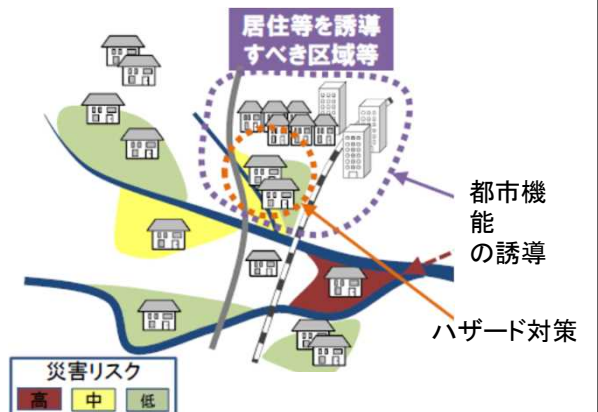 居住等を誘導
すべき区域等
都市機
能
の誘導
ハザード対策
災害リスク
高 中 低